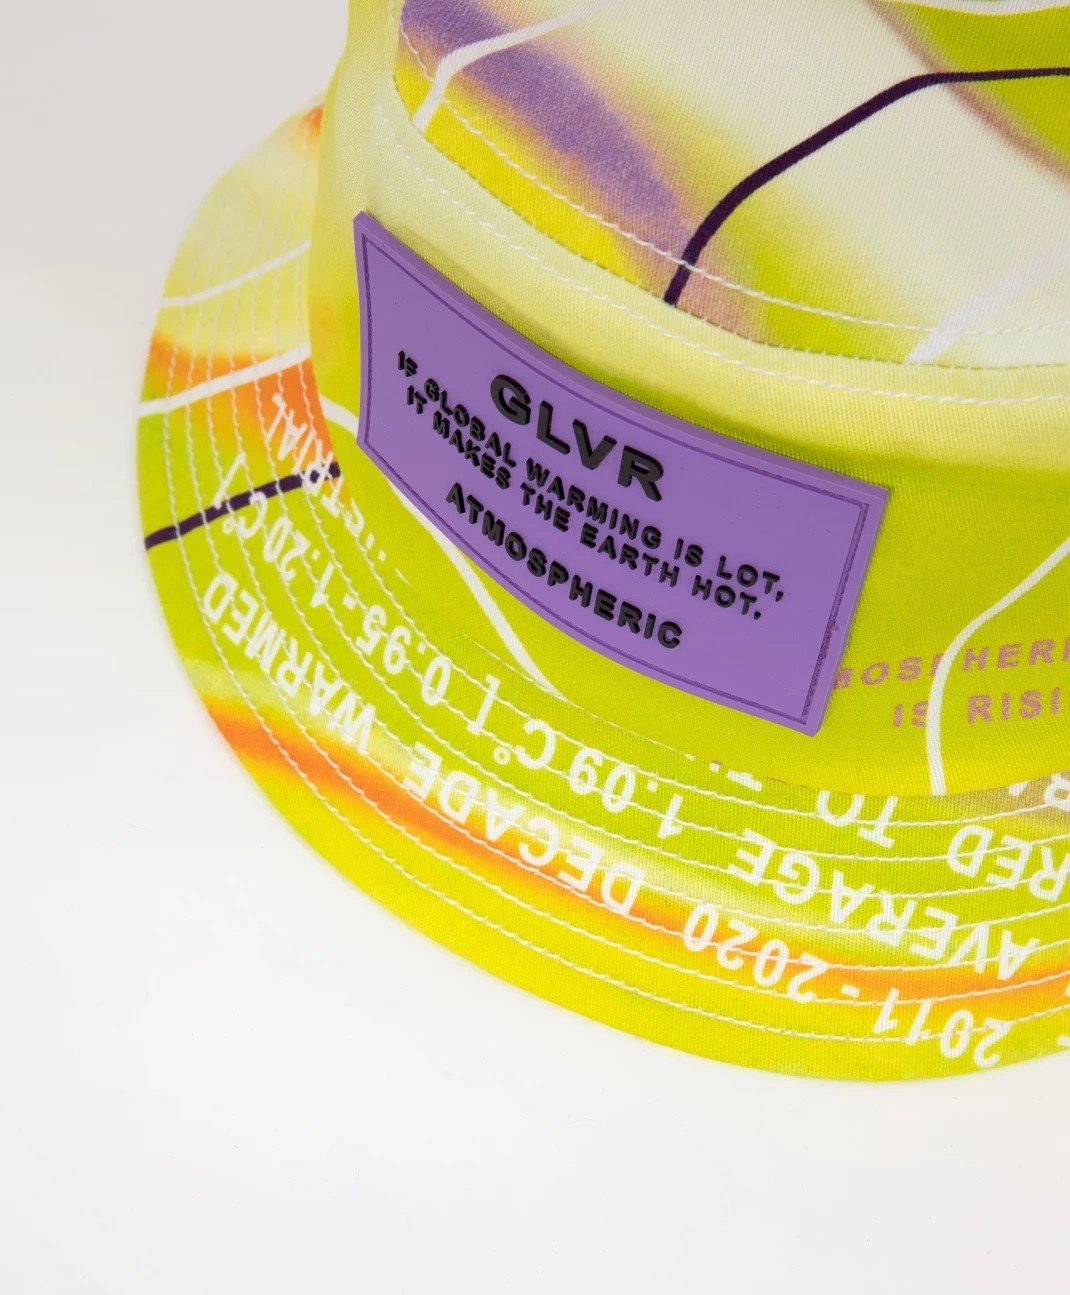 GLVR
IF GLOBAL WARMING IS LOT,
IT MAKES THE EARTH HOT,
ATMOSPHERIC
IS RISI
2011-2020 DECADE WARMED
AVERAGE 1.09 C° [ 0.95-1.20 C° ]
RED TO